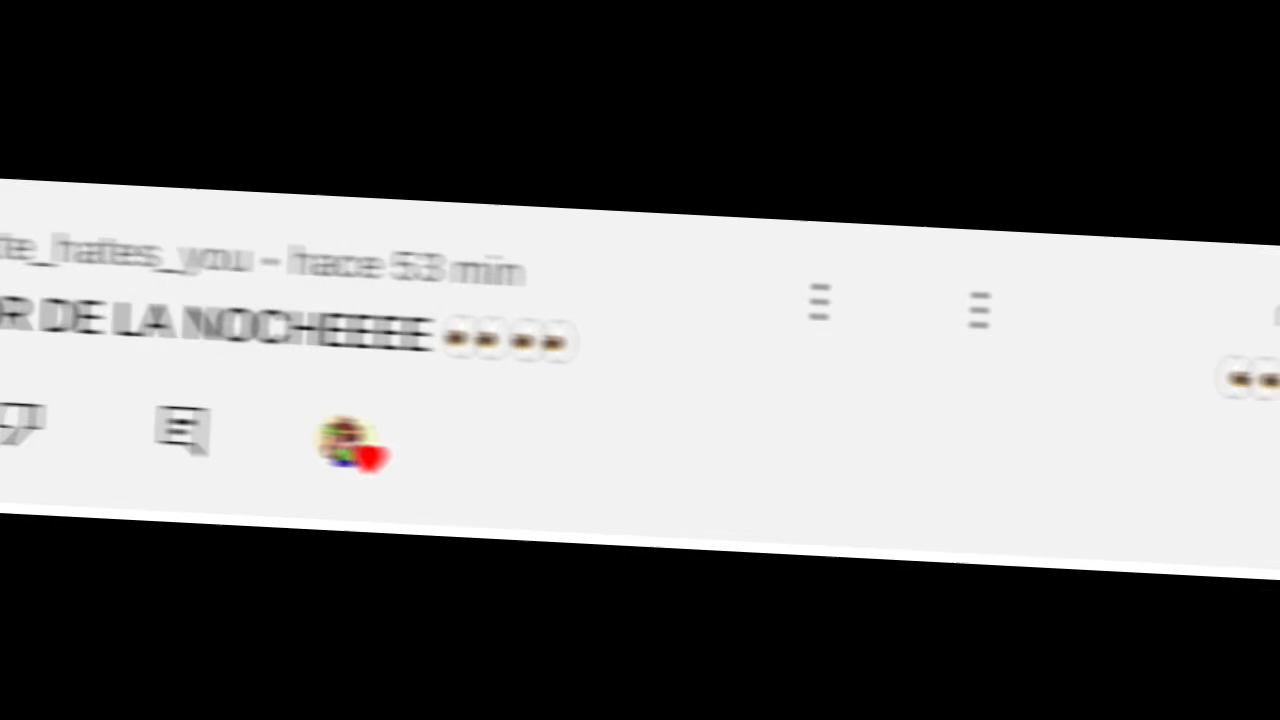 te_hates_you - hace 53 min
R DE LA NOCHEEEEE 👀👀